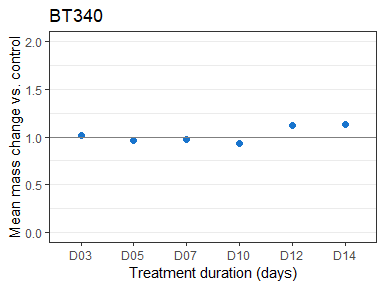 BT340
Mean mass change vs. control
2.0
1.5
1.0
0.5
0.0
D03 D05 D07 D10 D12 D14
Treatment duration (days)